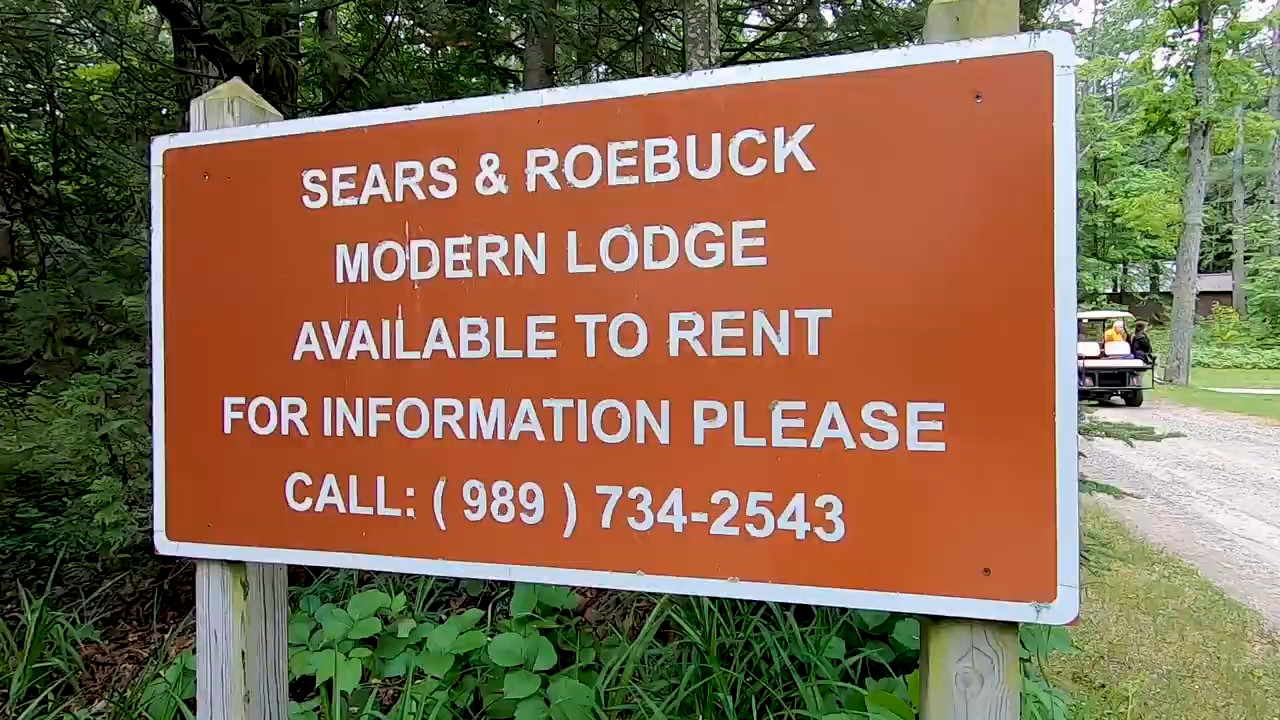 SEARS & ROEBUCK
MODERN LODGE
AVAILABLE TO RENT
FOR INFORMATION PLEASE
CALL: ( 989 ) 734-2543